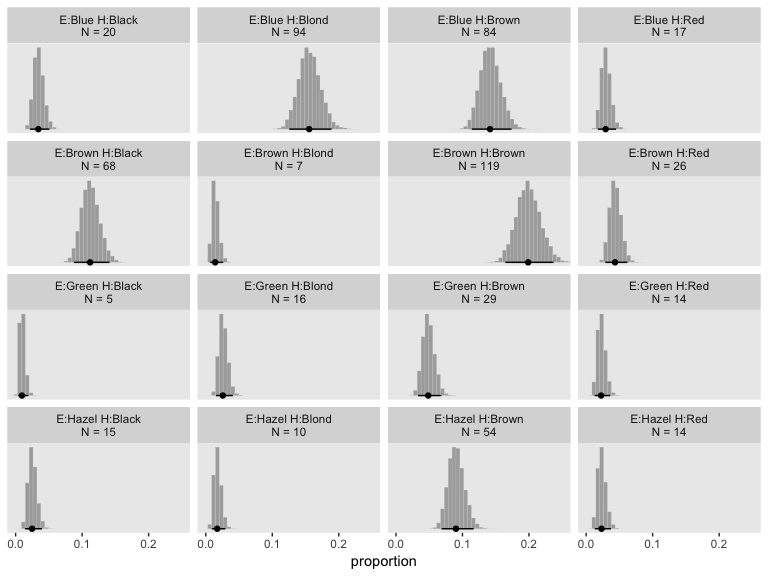 E:Blue H:Black
N = 20
E:Blue H:Blond
N = 94
E:Blue H:Brown
N = 84
E:Blue H:Red
N = 17
E:Brown H:Black
N = 68
E:Brown H:Blond
N = 7
E:Brown H:Brown
N = 119
E:Brown H:Red
N = 26
E:Green H:Black
N = 5
E:Green H:Blond
N = 16
E:Green H:Brown
N = 29
E:Green H:Red
N = 14
E:Hazel H:Black
N = 15
E:Hazel H:Blond
N = 10
E:Hazel H:Brown
N = 54
E:Hazel H:Red
N = 14
0.0 0.1 0.2
0.0 0.1 0.2
0.0 0.1 0.2
0.0 0.1 0.2
proportion